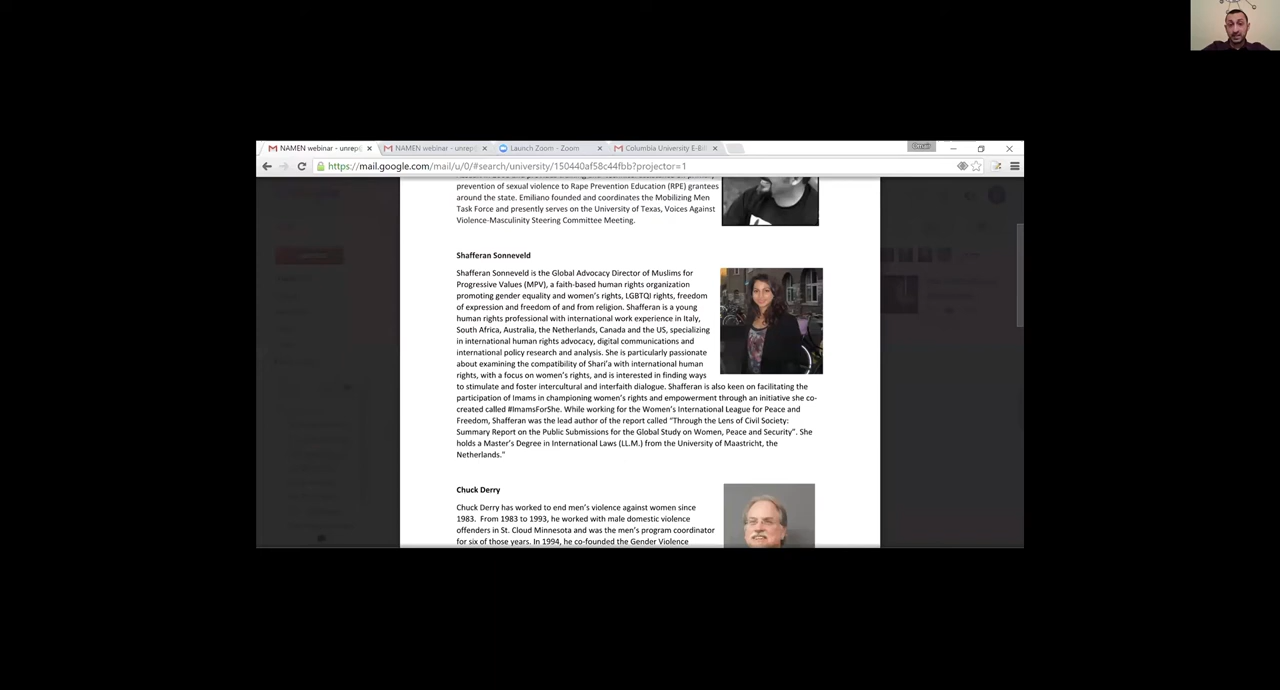 NAMEN webinar - unrep
NAMEN webinar - unrep
Launch Zoom - Zoom
Columbia University E-Bil
Gmail
https://mail.google.com/mail/u/0/#search/university/150440af58c44fbb?projector=1
prevention of sexual violence to Rape Prevention Education (RPE) grantees
around the state. Emiliano founded and coordinates the Mobilizing Men
Task Force and presently serves on the University of Texas, Voices Against
Violence-Masculinity Steering Committee Meeting.
Shafferan Sonneveld
Shafferan Sonneveld is the Global Advocacy Director of Muslims for
Progressive Values (MPV), a faith-based human rights organization
promoting gender equality and women's rights, LGBTQI rights, freedom
of expression and freedom of and from religion. Shafferan is a young
human rights professional with international work experience in Italy,
South Africa, Australia, the Netherlands, Canada and the US, specializing
in international human rights advocacy, digital communications and
international policy research and analysis. She is particularly passionate
about examining the compatibility of Shari'a with international human
rights, with a focus on women's rights, and is interested in finding ways
to stimulate and foster intercultural and interfaith dialogue. Shafferan is also keen on facilitating the
participation of Imams in championing women's rights and empowerment through an initiative she co-
created called #ImamsForShe. While working for the Women's International League for Peace and
Freedom, Shafferan was the lead author of the report called "Through the Lens of Civil Society:
Summary Report on the Public Submissions for the Global Study on Women, Peace and Security". She
holds a Master's Degree in International Laws (LL.M.) from the University of Maastricht, the
Netherlands."
Chuck Derry
Chuck Derry has worked to end men's violence against women since
1983. From 1983 to 1993, he worked with male domestic violence
offenders in St. Cloud Minnesota and was the men's program coordinator
for six of those years. In 1994, he co-founded the Gender Violence